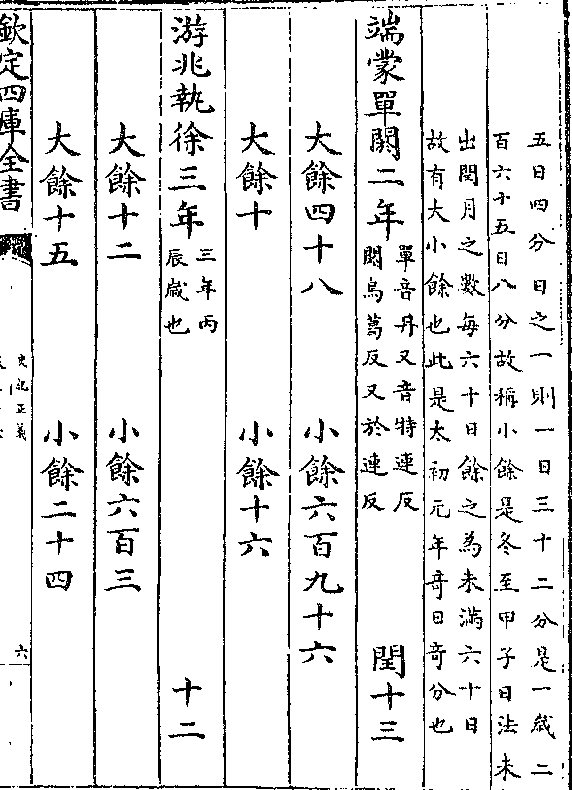 五日四分日之一則一日三十二分是一歲二
百六十五日八分故稱小餘是冬至甲子日法未
出閏月之數每六十日餘之為未滿六十日
故有大小餘也此是太初元年竒日竒分也
端蒙單閼二年 單音丹又音特連反
閼烏葛反又於連反 閏十三
大餘四十八 小餘六百九十六
大餘十 小餘十六
游兆執徐三年 三年丙
辰歲也 十二
大餘十二 小餘六百三
大餘十五 小餘二十四
欽定四庫全書
史記正義
六